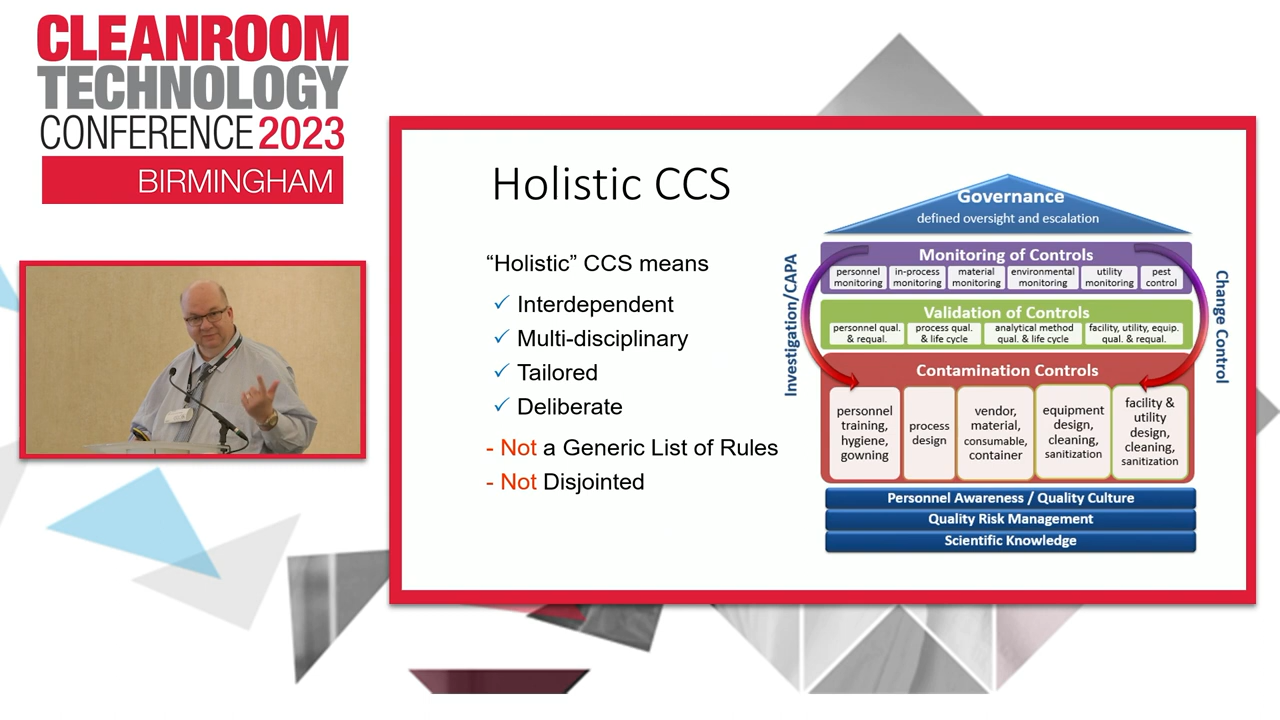 CLEANROOM
TECHNOLOGY
CONFERENCE 2023
BIRMINGHAM
Holistic CCS
“Holistic” CCS means
✓ Interdependent
✓ Multi-disciplinary
✓ Tailored
✓ Deliberate
- Not a Generic List of Rules
- Not Disjointed
Governance
defined oversight and escalation
Investigation/CAPA
Change Control
Monitoring of Controls
personnel
monitoring
in-process
monitoring
material
monitoring
environmental
monitoring
utility
monitoring
pest
control
Validation of Controls
personnel qual.
& requal.
process qual.
& life cycle
analytical method
qual. & life cycle
facility, utility, equip.
qual. & requal.
Contamination Controls
personnel
training,
hygiene,
gowning
process
design
vendor,
material,
consumable,
container
equipment
design,
cleaning,
sanitization
facility &
utility
design,
cleaning,
sanitization
Personnel Awareness / Quality Culture
Quality Risk Management
Scientific Knowledge